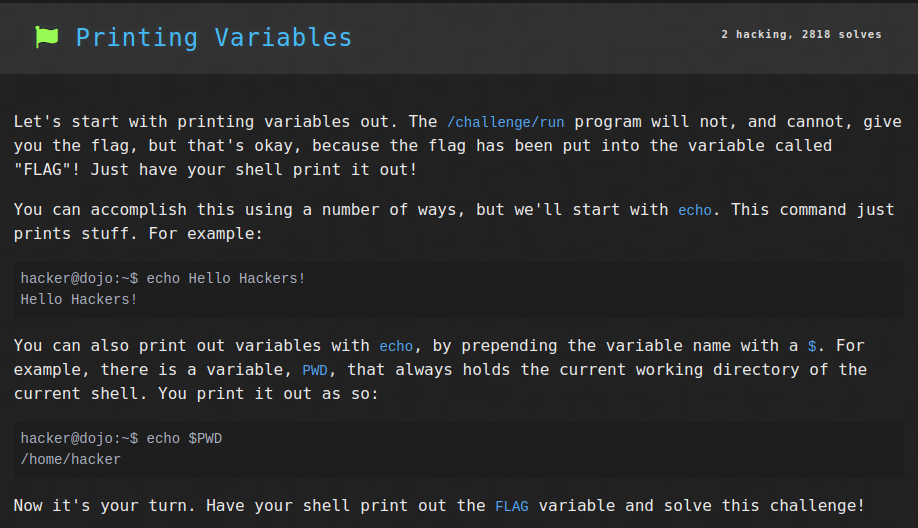 Printing Variables
2 hacking, 2818 solves
Let's start with printing variables out. The /challenge/run program will not, and cannot, give
you the flag, but that's okay, because the flag has been put into the variable called
"FLAG"! Just have your shell print it out!
You can accomplish this using a number of ways, but we'll start with echo. This command just
prints stuff. For example:
hacker@dojo:~$ echo Hello Hackers!
Hello Hackers!
You can also print out variables with echo, by prepending the variable name with a $. For
example, there is a variable, PWD, that always holds the current working directory of the
current shell. You print it out as so:
hacker@dojo:~$ echo $PWD
/home/hacker
Now it's your turn. Have your shell print out the FLAG variable and solve this challenge!